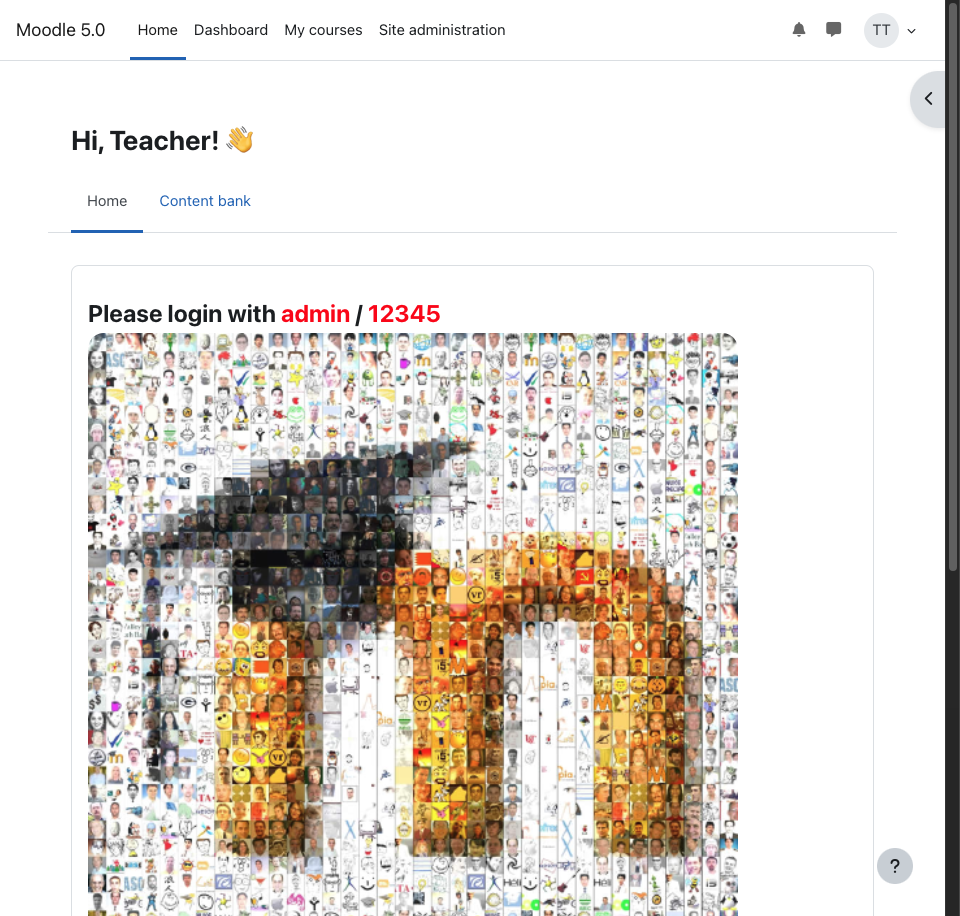 Moodle 5.0 Home Dashboard My courses Site administration TT
Hi, Teacher! 👋
Home Content bank
Please login with admin / 12345
?